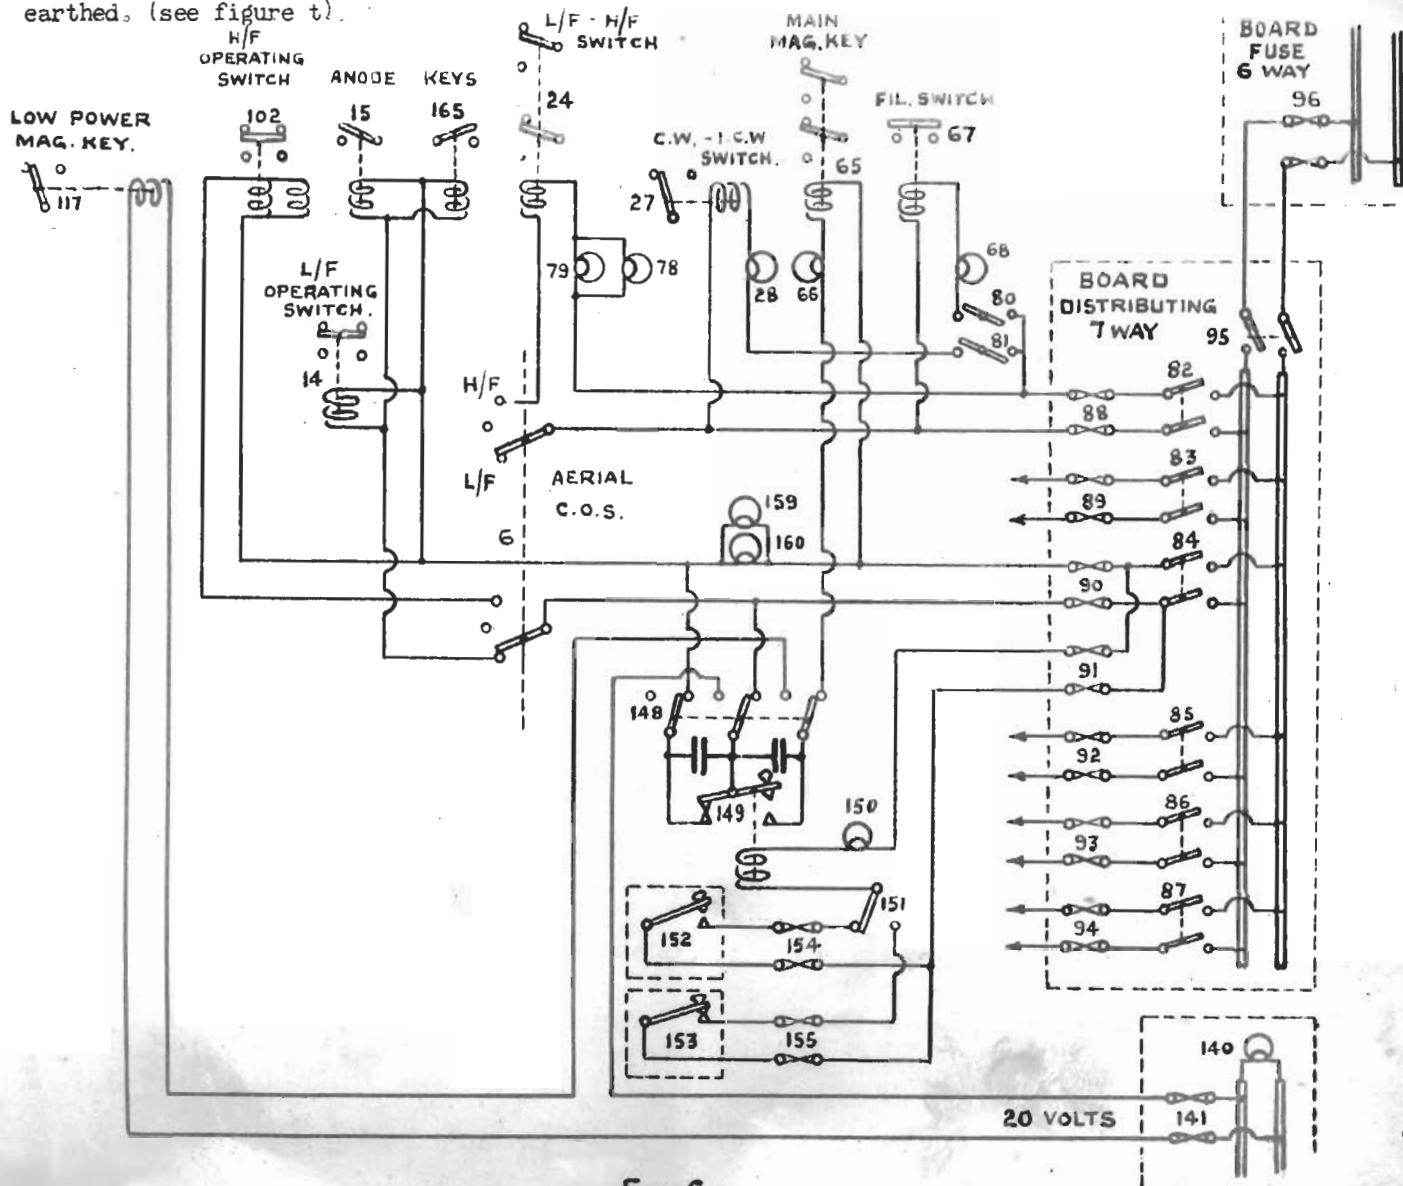 earthed. (see figure t).
H/F
OPERATING
SWITCH
102
ANODE
15
KEYS
165
L/F - H/F
SWITCH
24
MAIN
MAG. KEY
65
FIL. SWITCH
67
C.W. - I.C.W
SWITCH.
27
LOW POWER
MAG. KEY.
117
BOARD
FUSE
6 WAY
96
L/F
OPERATING
SWITCH.
14
79
78
28
66
68
80
81
BOARD
DISTRIBUTING
7 WAY
95
H/F
L/F
AERIAL
C.O.S.
6
82
88
83
89
84
90
91
85
92
86
93
87
94
159
160
148
149
150
151
152
154
153
155
20 VOLTS
140
141